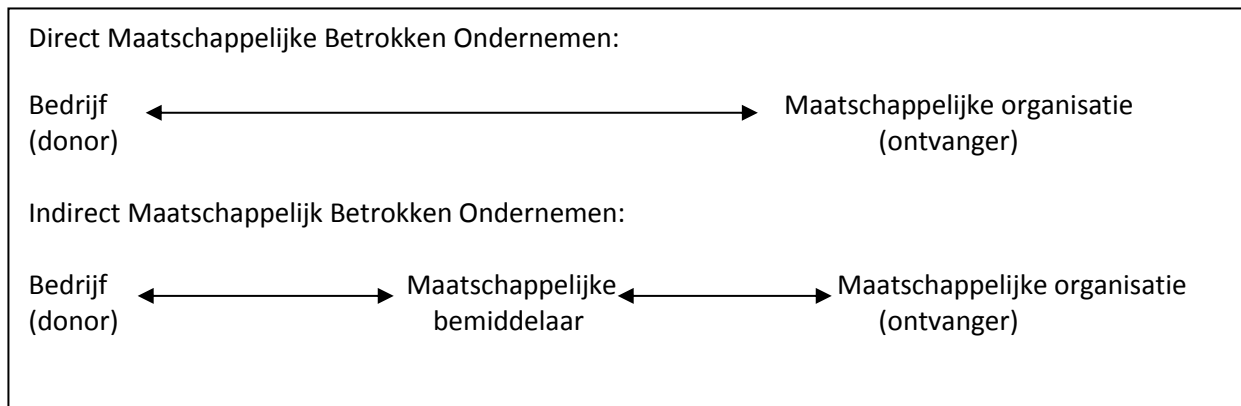 Direct Maatschappelijke Betrokken Ondernemen:
Bedrijf Maatschappelijke organisatie
(donor) (ontvanger)
Indirect Maatschappelijk Betrokken Ondernemen:
Bedrijf Maatschappelijke Maatschappelijke organisatie
(donor) bemiddelaar (ontvanger)